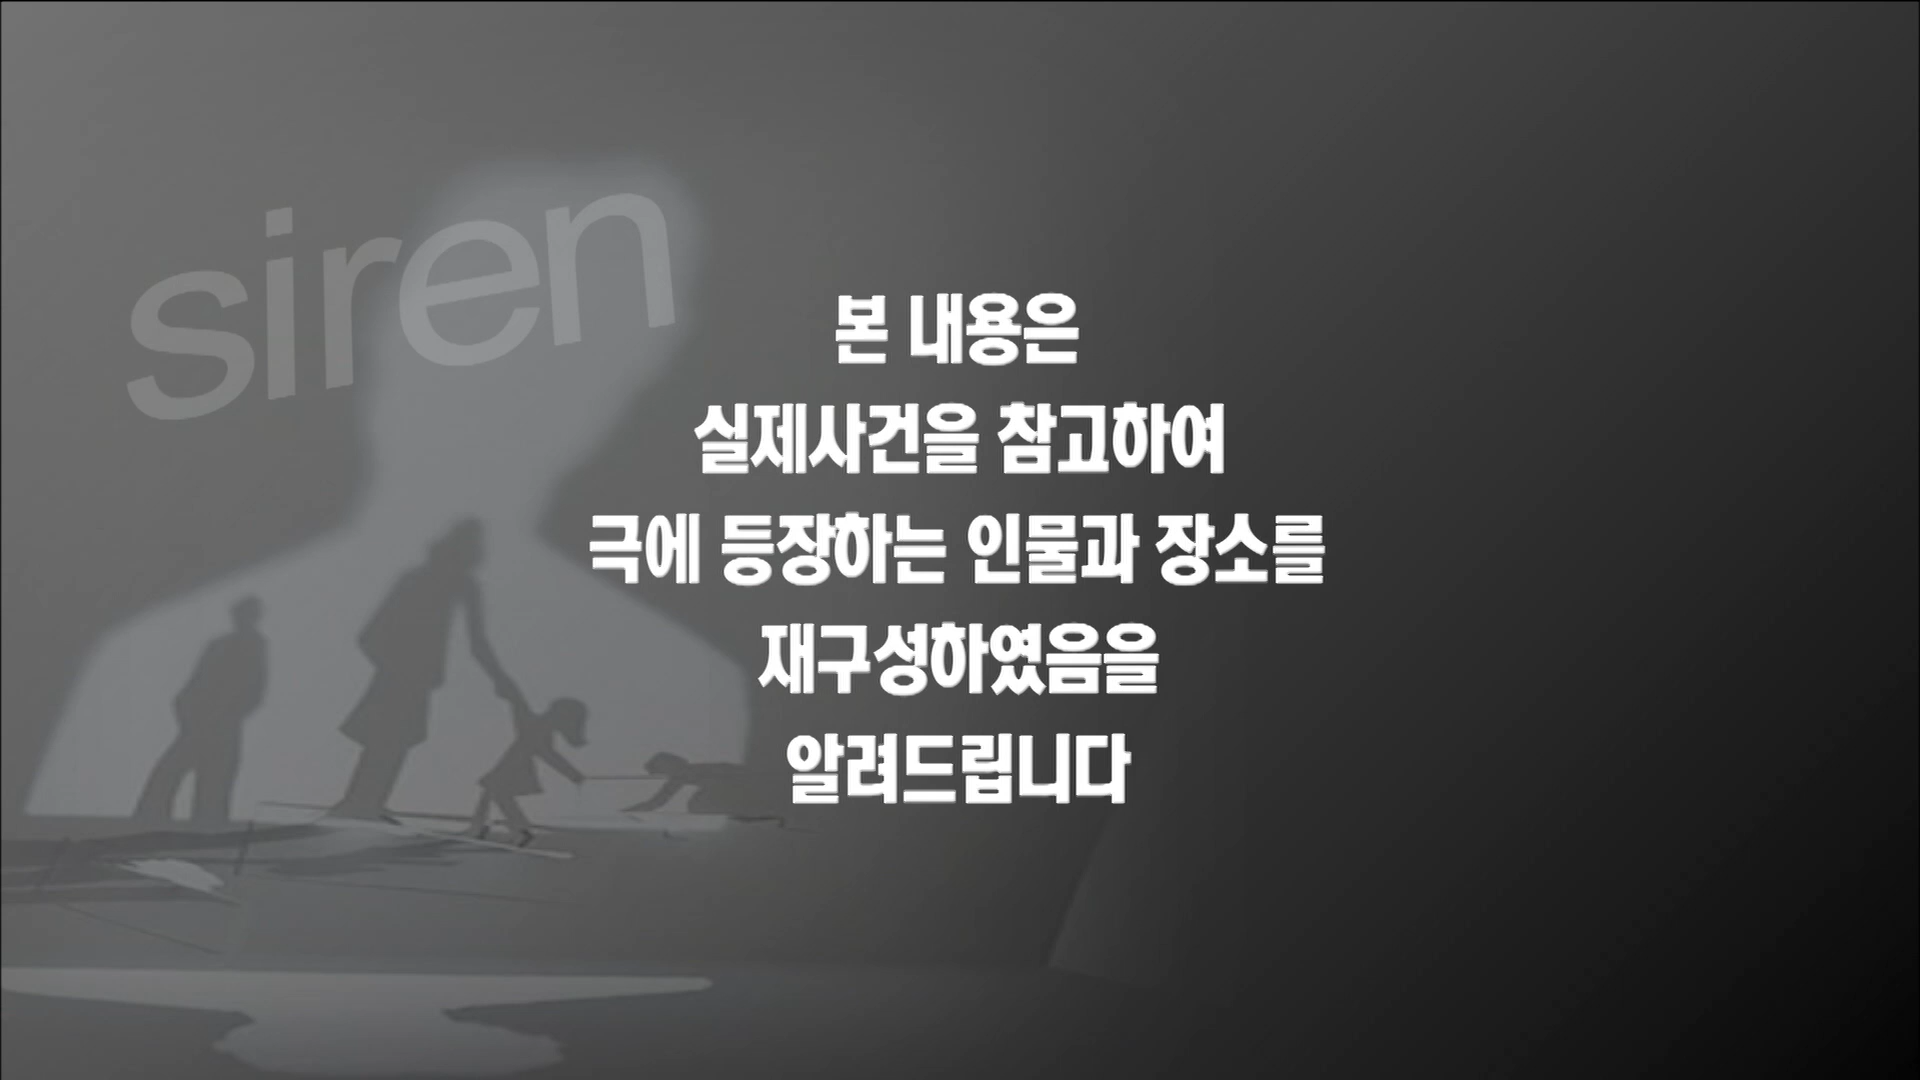 siren
본 내용은
실제사건을 참고하여
극에 등장하는 인물과 장소를
재구성하였음을
알려드립니다